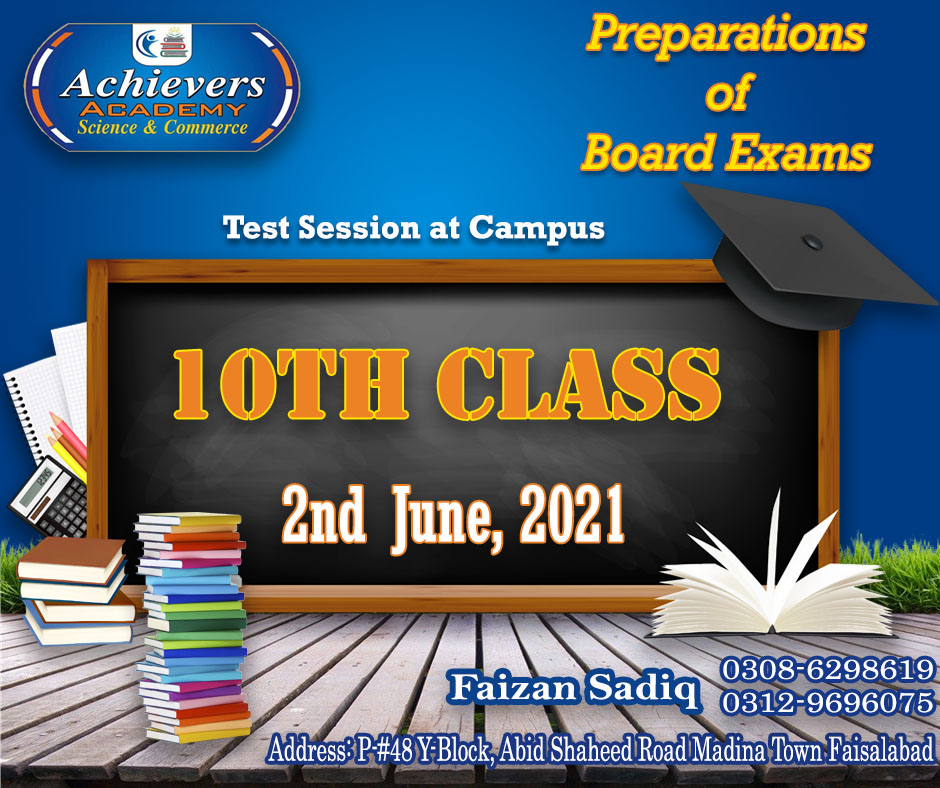 Achievers
ACADEMY
Science & Commerce
Preparations
of
Board Exams
Test Session at Campus
10TH CLASS
2nd June, 2021
Faizan Sadiq
0308-6298619
0312-9696075
Address: P-#48 Y-Block, Abid Shaheed Road Madina Town Faisalabad